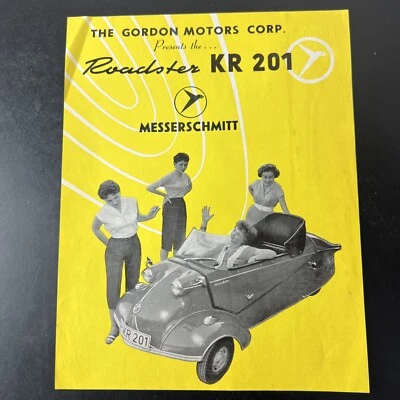 THE GORDON MOTORS CORP.
Presents the...
Roadster KR 201
MESSERSCHMITT
KR 201